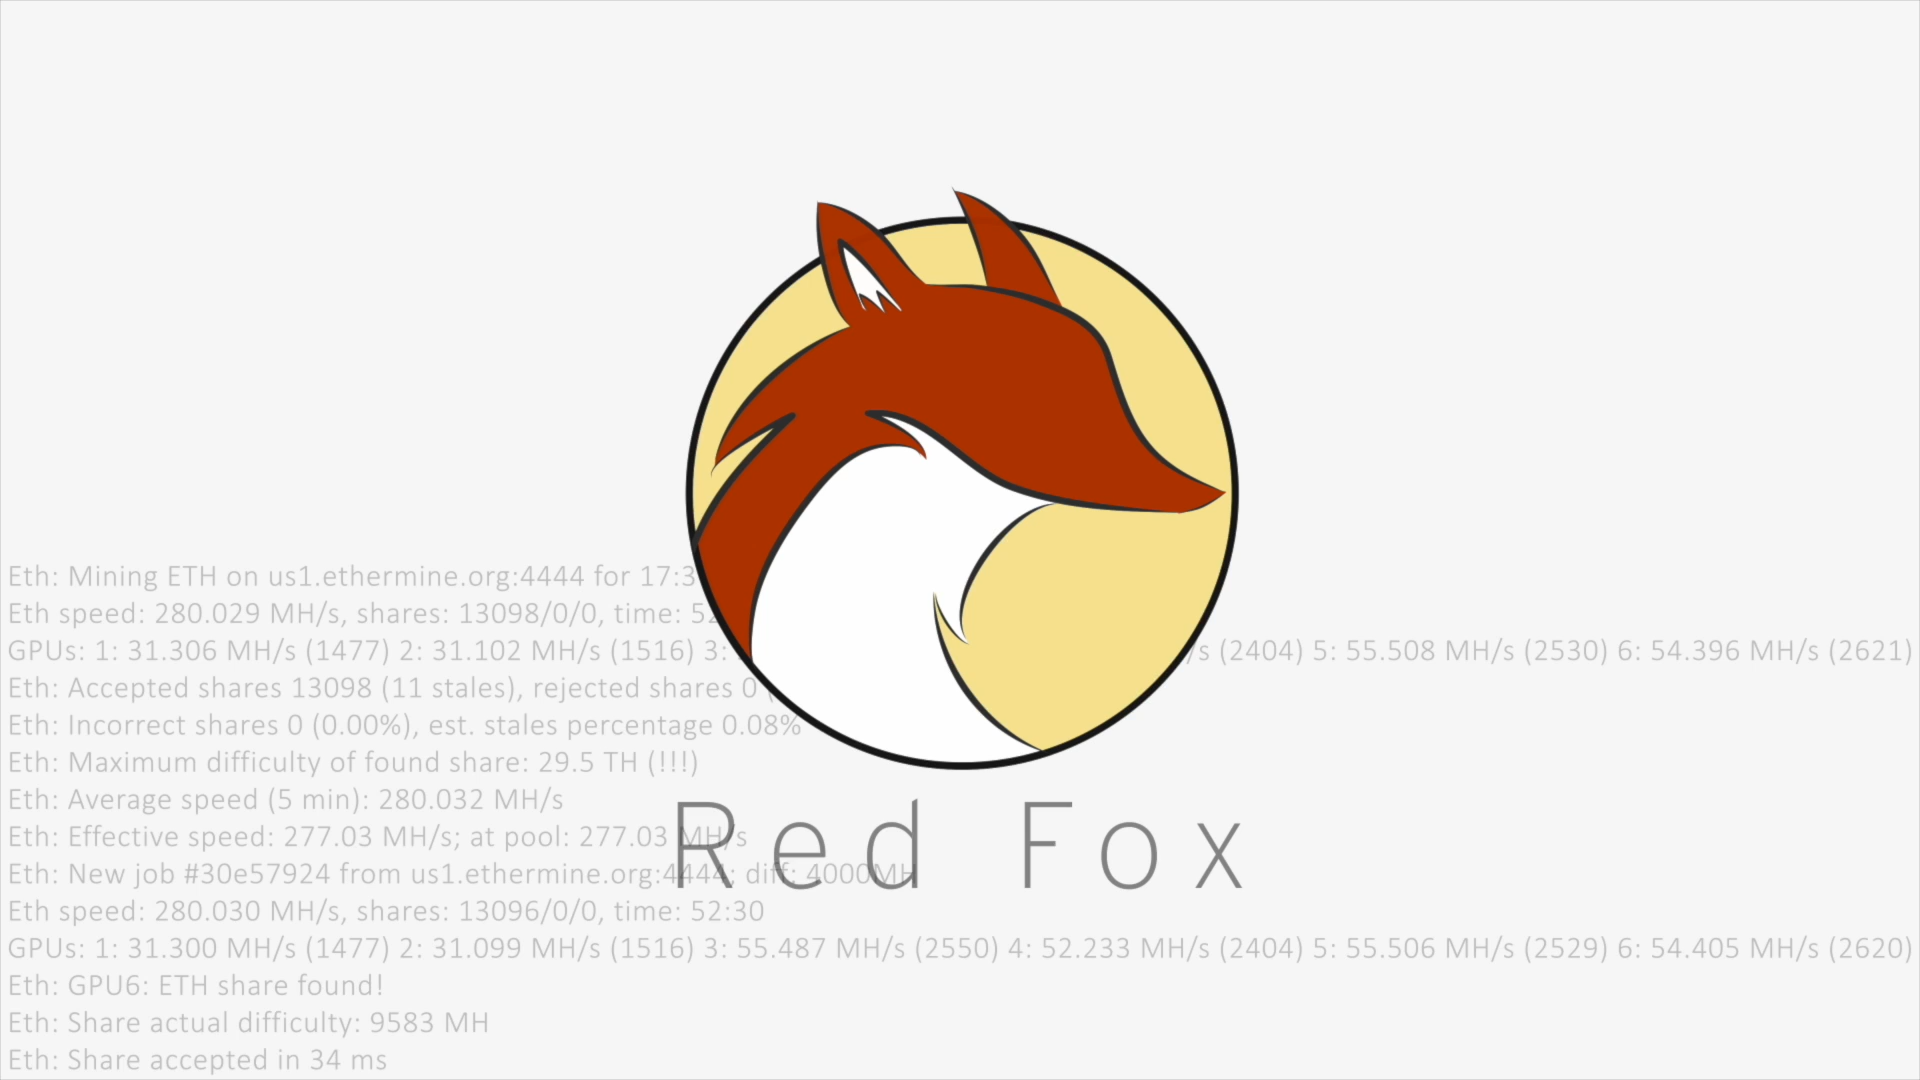 Eth: Mining ETH on us1.ethermine.org:4444 for 17:3
Eth speed: 280.029 MH/s, shares: 13098/0/0, time:
GPUs: 1: 31.306 MH/s (1477) 2: 31.102 MH/s (1516) 3: /s (2404) 5: 55.508 MH/s (2530) 6: 54.396 MH/s (2621)
Eth: Accepted shares 13098 (11 stales), rejected shares 0
Eth: Incorrect shares 0 (0.00%), est. stales percentage 0.08%
Eth: Maximum difficulty of found share: 29.5 TH (!!!)
Eth: Average speed (5 min): 280.032 MH/s
Eth: Effective speed: 277.03 MH/s; at pool: 277.03 MH/s
Red Fox
Eth: New job #30e57924 from us1.ethermine.org:4444; diff: 4000MH
Eth speed: 280.030 MH/s, shares: 13096/0/0, time: 52:30
GPUs: 1: 31.300 MH/s (1477) 2: 31.099 MH/s (1516) 3: 55.487 MH/s (2550) 4: 52.233 MH/s (2404) 5: 55.506 MH/s (2529) 6: 54.405 MH/s (2620)
Eth: GPU6: ETH share found!
Eth: Share actual difficulty: 9583 MH
Eth: Share accepted in 34 ms